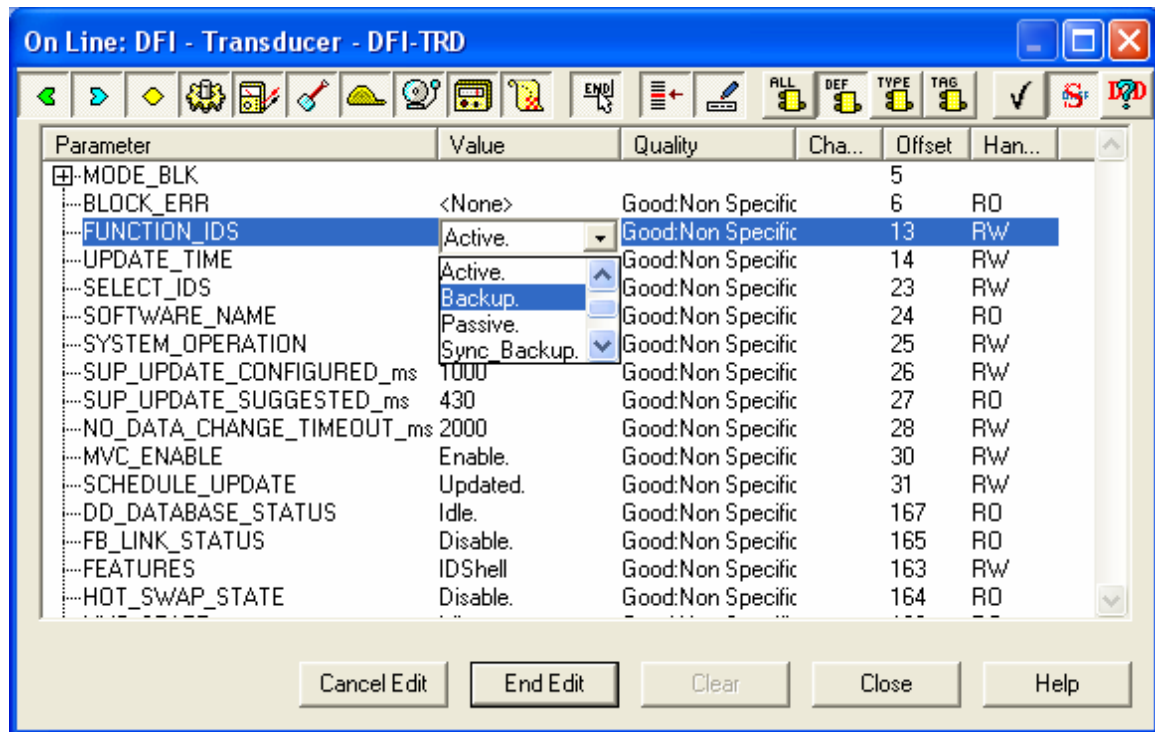 On Line: DFI - Transducer - DFI-TRD
END ALL DEF TYPE TAG
Parameter Value Quality Cha... Offset Han...
MODE_BLK 5
BLOCK_ERR <None> Good:Non Specific 6 RO
FUNCTION_IDS Active. Good:Non Specific 13 RW
UPDATE_TIME Active. Good:Non Specific 14 RW
SELECT_IDS Backup. Good:Non Specific 23 RW
SOFTWARE_NAME Passive. Good:Non Specific 24 RO
SYSTEM_OPERATION Sync_Backup. Good:Non Specific 25 RW
SUP_UPDATE_CONFIGURED_ms 1000 Good:Non Specific 26 RW
SUP_UPDATE_SUGGESTED_ms 430 Good:Non Specific 27 RO
NO_DATA_CHANGE_TIMEOUT_ms 2000 Good:Non Specific 28 RW
MVC_ENABLE Enable. Good:Non Specific 30 RW
SCHEDULE_UPDATE Updated. Good:Non Specific 31 RW
DD_DATABASE_STATUS Idle. Good:Non Specific 167 RO
FB_LINK_STATUS Disable. Good:Non Specific 165 RO
FEATURES IDShell Good:Non Specific 163 RW
HOT_SWAP_STATE Disable. Good:Non Specific 164 RO
Cancel Edit End Edit Clear Close Help